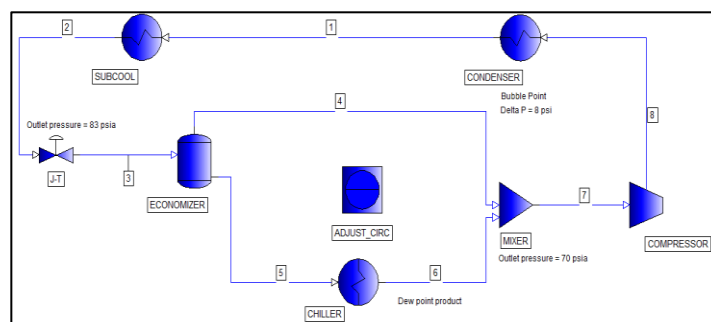 2
1
SUBCOOL
CONDENSER
Bubble Point
Delta P = 8 psi
4
8
Outlet pressure = 83 psia
J-T
3
ECONOMIZER
ADJUST_CIRC
7
MIXER
COMPRESSOR
Outlet pressure = 70 psia
5
6
CHILLER
Dew point product